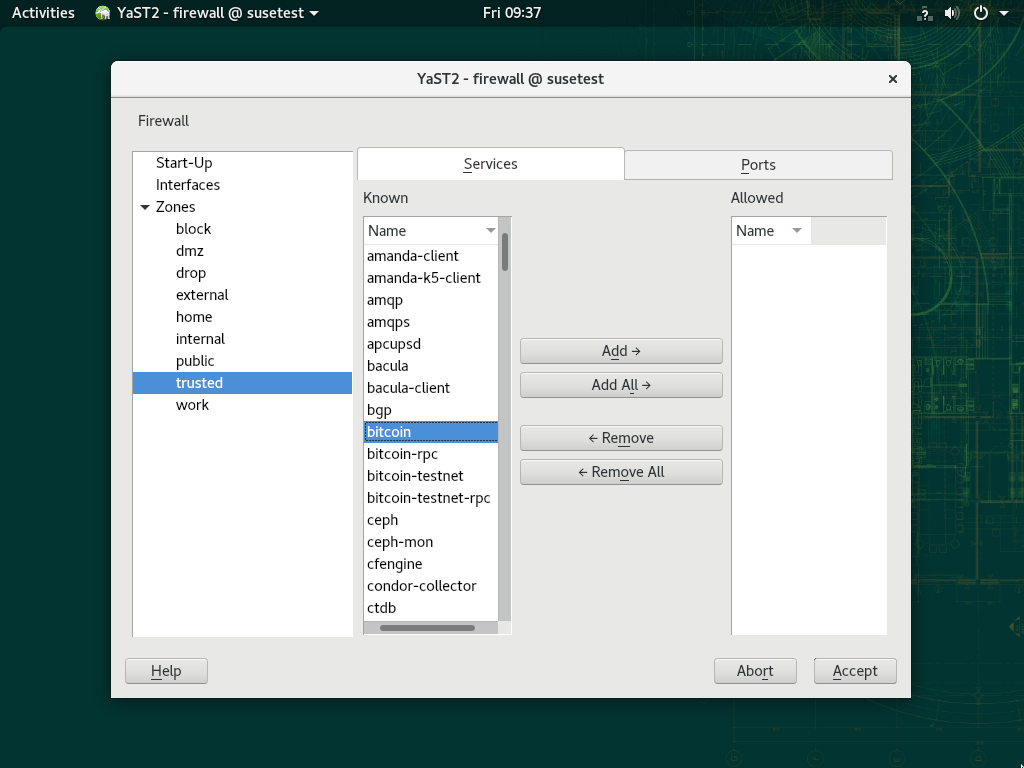 Activities YaST2 - firewall @ susetest Fri 09:37 ?
YaST2 - firewall @ susetest ×
Firewall
Start-Up
Interfaces
Zones
block
dmz
drop
external
home
internal
public
trusted
work
Services Ports
Known
Name
amanda-client
amanda-k5-client
amqp
amqps
apcupsd
bacula
bacula-client
bgp
bitcoin
bitcoin-rpc
bitcoin-testnet
bitcoin-testnet-rpc
ceph
ceph-mon
cfengine
condor-collector
ctdb
Add →
Add All →
← Remove
← Remove All
Allowed
Name
Help Abort Accept